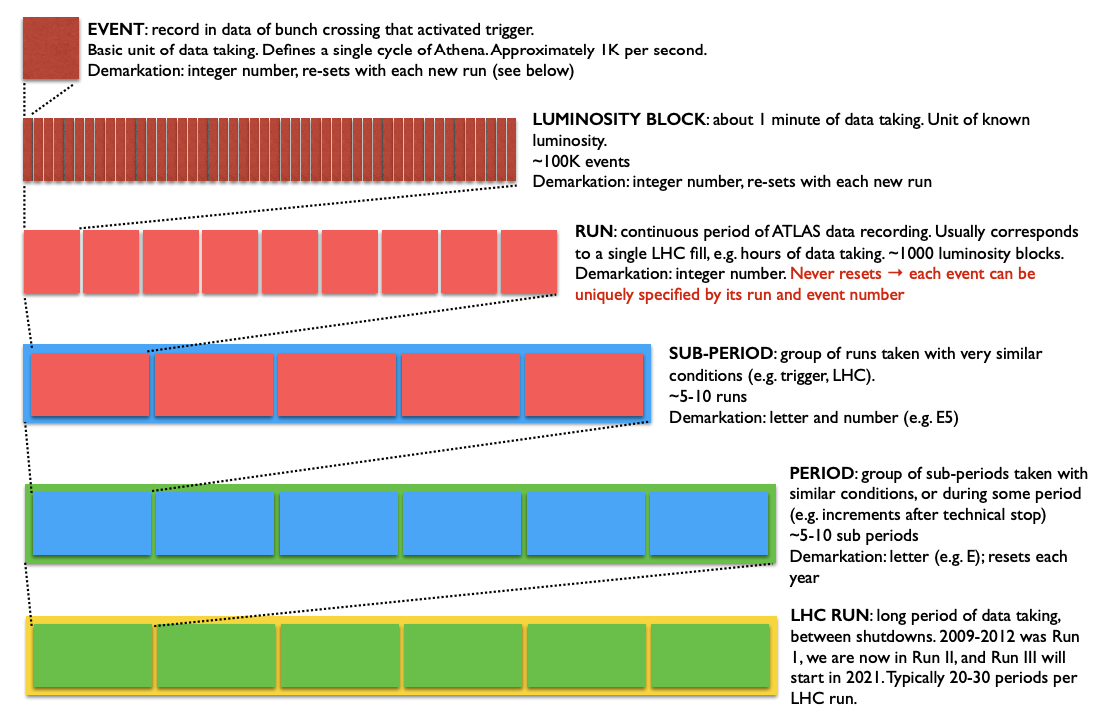 EVENT: record in data of bunch crossing that activated trigger.
Basic unit of data taking. Defines a single cycle of Athena. Approximately 1K per second.
Demarkation: integer number, re-sets with each new run (see below)
LUMINOSITY BLOCK: about 1 minute of data taking. Unit of known
luminosity.
~100K events
Demarkation: integer number, re-sets with each new run
RUN: continuous period of ATLAS data recording. Usually corresponds
to a single LHC fill, e.g. hours of data taking. ~1000 luminosity blocks.
Demarkation: integer number. Never resets → each event can be
uniquely specified by its run and event number
SUB-PERIOD: group of runs taken with very similar
conditions (e.g. trigger, LHC).
~5-10 runs
Demarkation: letter and number (e.g. E5)
PERIOD: group of sub-periods taken with
similar conditions, or during some period
(e.g. increments after technical stop)
~5-10 sub periods
Demarkation: letter (e.g. E); resets each
year
LHC RUN: long period of data taking,
between shutdowns. 2009-2012 was Run
1, we are now in Run II, and Run III will
start in 2021. Typically 20-30 periods per
LHC run.